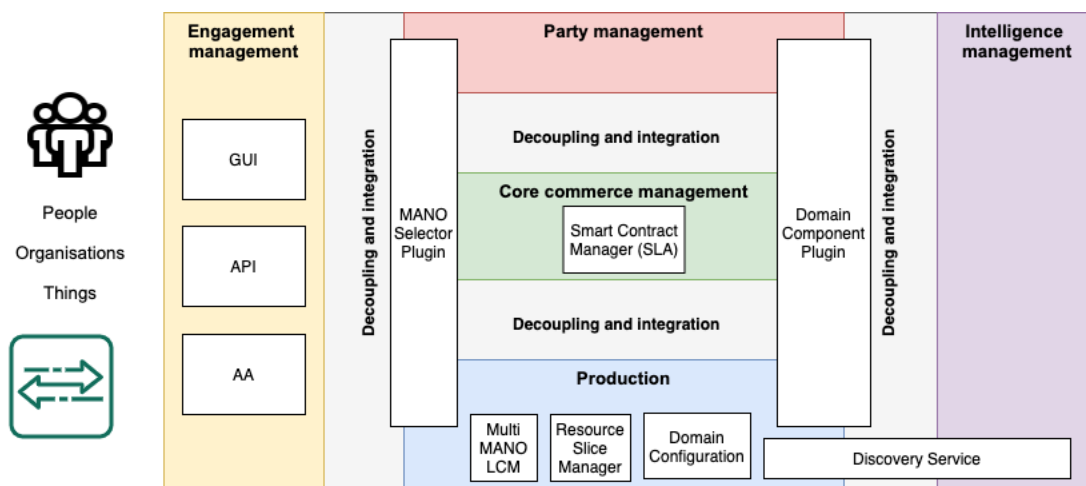 Engagement
management
Party management
Intelligence
management
People
Organisations
Things
GUI
API
AA
Decoupling and integration
MANO
Selector
Plugin
Decoupling and integration
Core commerce management
Smart Contract
Manager (SLA)
Decoupling and integration
Production
Multi
MANO
LCM
Resource
Slice
Manager
Domain
Configuration
Domain
Component
Plugin
Decoupling and integration
Discovery Service